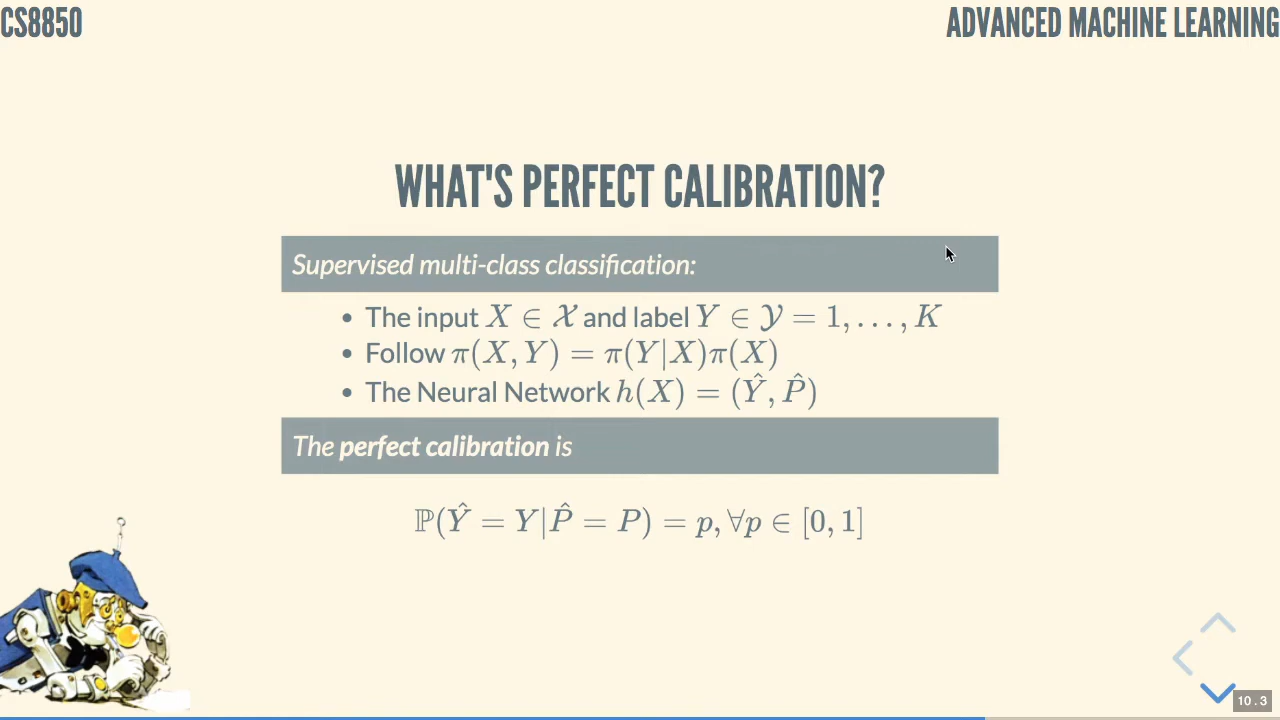 CS8850
ADVANCED MACHINE LEARNING
WHAT'S PERFECT CALIBRATION?
Supervised multi-class classification:
• The input X ∈ 𝒳 and label Y ∈ 𝒴 = 1, . . . , K
• Follow π(X, Y) = π(Y|X)π(X)
• The Neural Network h(X) = (Ŷ, P̂)
The perfect calibration is
ℙ(Ŷ = Y|P̂ = P) = p, ∀p ∈ [0, 1]
10.3